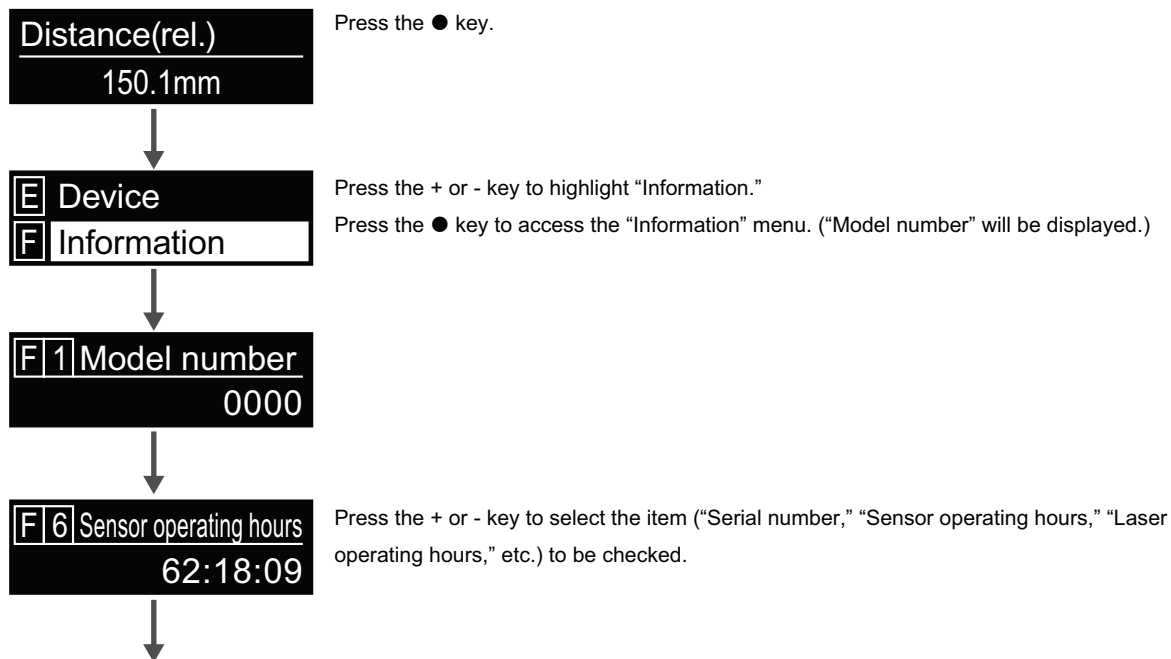 Distance(rel.)
150.1mm
Press the ● key.
E Device
F Information
Press the + or - key to highlight “Information.”
Press the ● key to access the “Information” menu. (“Model number” will be displayed.)
F 1 Model number
0000
F 6 Sensor operating hours
62:18:09
Press the + or - key to select the item (“Serial number,” “Sensor operating hours,” “Laser
operating hours,” etc.) to be checked.